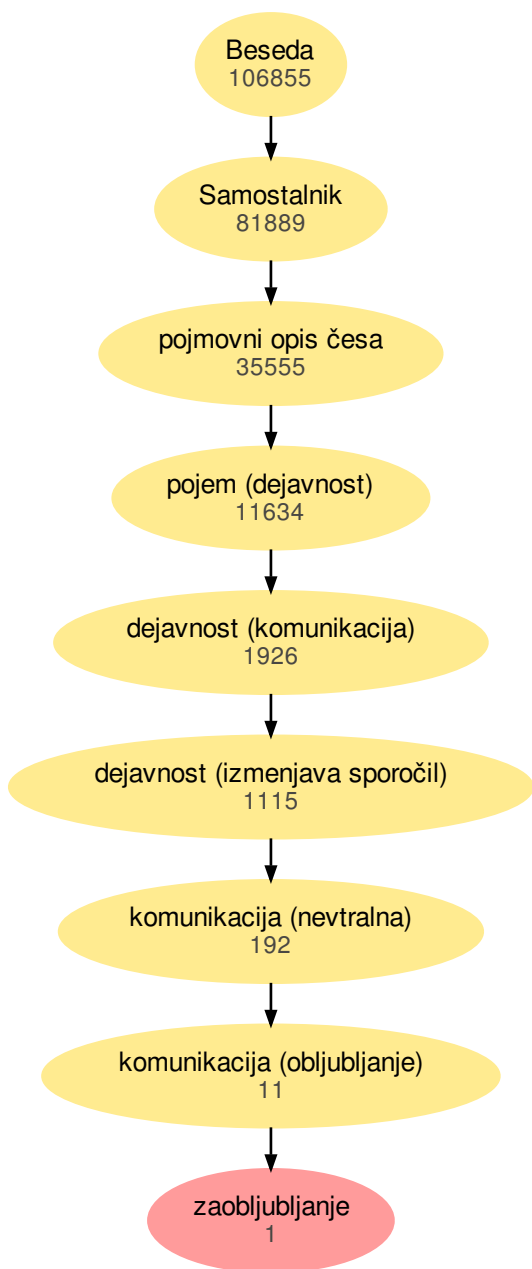 Beseda
106855
Samostalnik
81889
pojmovni opis česa
35555
pojem (dejavnost)
11634
dejavnost (komunikacija)
1926
dejavnost (izmenjava sporočil)
1115
komunikacija (nevtralna)
192
komunikacija (obljubljanje)
11
zaobljubljanje
1